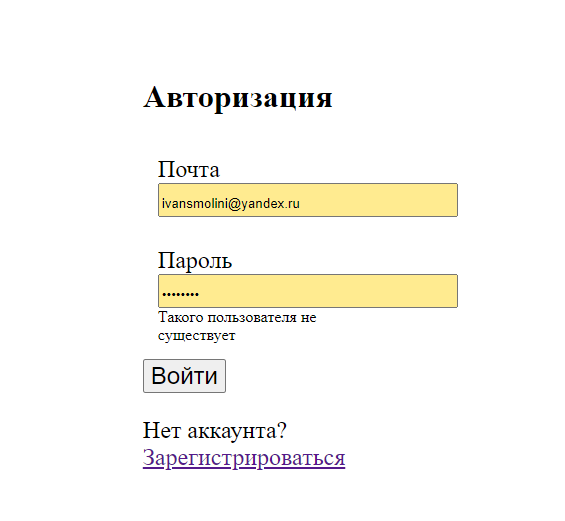 Авторизация
Почта
ivansmolini@yandex.ru
Пароль
••••••••
Такого пользователя не
существует
Войти
Нет аккаунта?
Зарегистрироваться